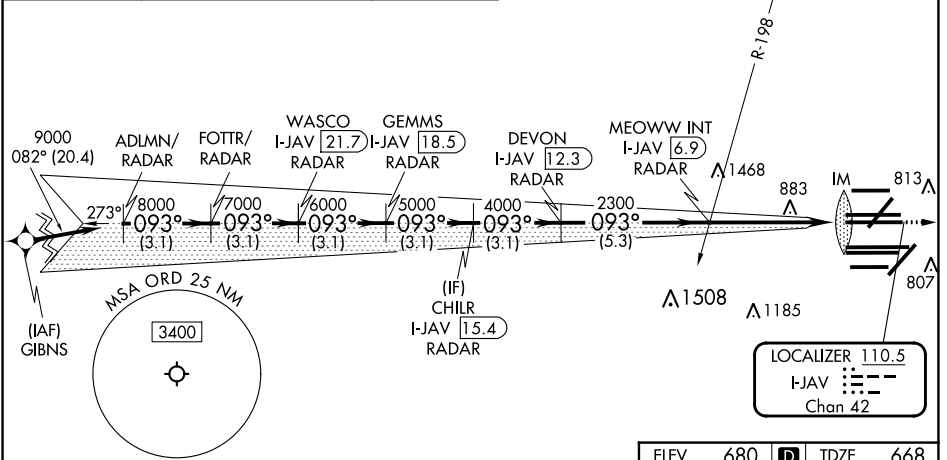 R-198
9000
082° (20.4)
ADLMN/
RADAR
FOTTR/
RADAR
WASCO
I-JAV 21.7
RADAR
GEMMS
I-JAV 18.5
RADAR
DEVON
I-JAV 12.3
RADAR
MEOWW INT
I-JAV 6.9
RADAR
1468
883
IM
813
273°
8000
093°
(3.1)
7000
093°
(3.1)
6000
093°
(3.1)
5000
093°
(3.1)
4000
093°
(3.1)
2300
093°
(5.3)
(IAF)
GIBNS
MSA ORD 25 NM
3400
(IF)
CHILR
I-JAV 15.4
RADAR
1508
1185
807
LOCALIZER 110.5
I-JAV
Chan 42
ELEV 680 D TDZE 668